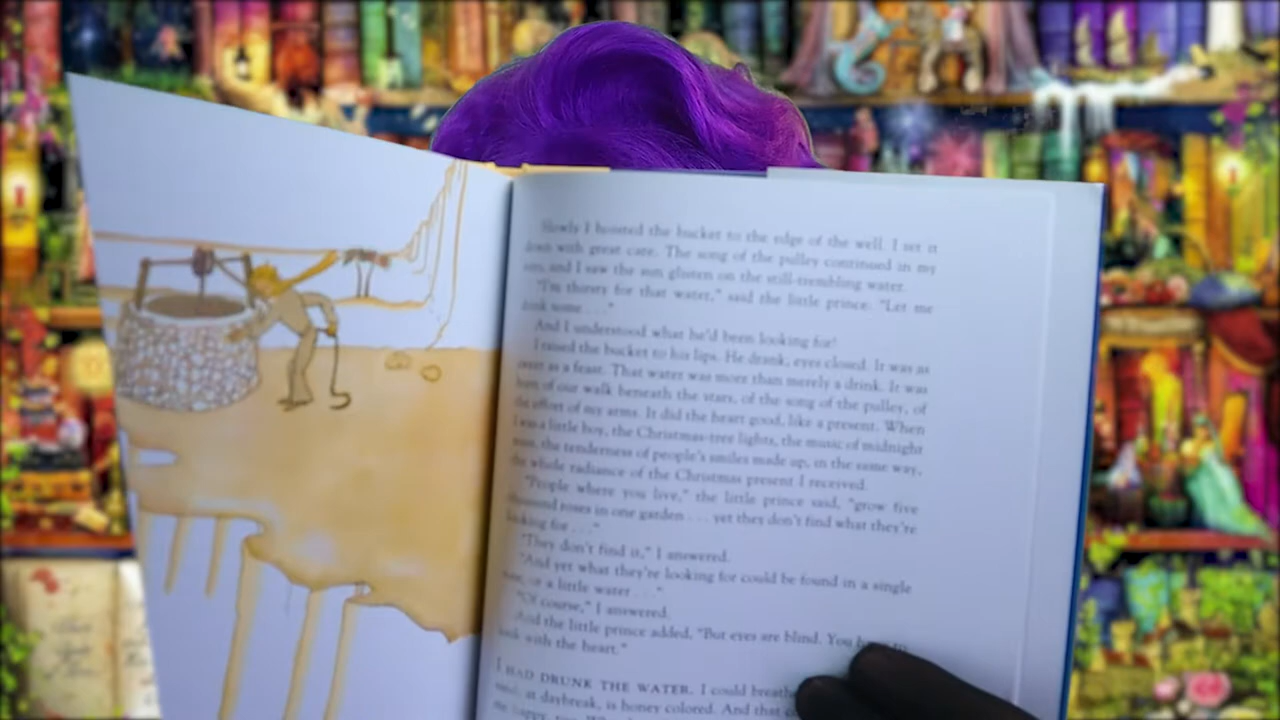 Slowly I hoisted the bucket to the edge of the well. I set it
down with great care. The song of the pulley continued in my
ears, and I saw the sun glisten on the still-trembling water.
"I'm thirsty for that water," said the little prince. "Let me
drink some . . ."
And I understood what he'd been looking for!
I raised the bucket to his lips. He drank, eyes closed. It was as
sweet as a feast. That water was more than merely a drink. It was
born of our walk beneath the stars, of the song of the pulley, of
the effort of my arms. It did the heart good, like a present. When
I was a little boy, the Christmas-tree lights, the music of midnight
mass, the tenderness of people's smiles made up, in the same way,
the whole radiance of the Christmas present I received.
"People where you live," the little prince said, "grow five
thousand roses in one garden . . . yet they don't find what they're
looking for . . ."
"They don't find it," I answered.
"And yet what they're looking for could be found in a single
rose, or a little water . . ."
"Of course," I answered.
And the little prince added, "But eyes are blind. You have to
look with the heart."
I HAD DRUNK THE WATER. I could breathe
sand, at daybreak, is honey colored. And that
me happy, too.